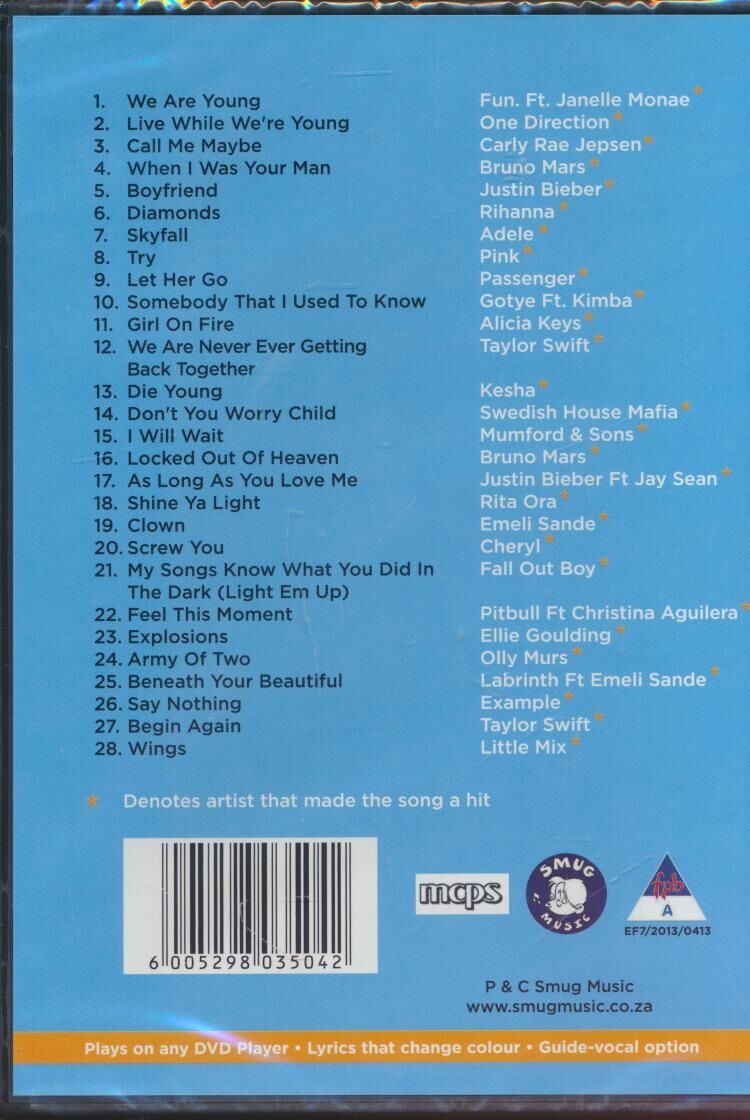 1. We Are Young Fun. Ft. Janelle Monae*
2. Live While We're Young One Direction*
3. Call Me Maybe Carly Rae Jepsen*
4. When I Was Your Man Bruno Mars*
5. Boyfriend Justin Bieber*
6. Diamonds Rihanna*
7. Skyfall Adele*
8. Try Pink*
9. Let Her Go Passenger*
10. Somebody That I Used To Know Gotye Ft. Kimba*
11. Girl On Fire Alicia Keys*
12. We Are Never Ever Getting Taylor Swift*
Back Together
13. Die Young Kesha*
14. Don't You Worry Child Swedish House Mafia*
15. I Will Wait Mumford & Sons*
16. Locked Out Of Heaven Bruno Mars*
17. As Long As You Love Me Justin Bieber Ft Jay Sean*
18. Shine Ya Light Rita Ora*
19. Clown Emeli Sande*
20. Screw You Cheryl*
21. My Songs Know What You Did In Fall Out Boy*
The Dark (Light Em Up)
22. Feel This Moment Pitbull Ft Christina Aguilera*
23. Explosions Ellie Goulding*
24. Army Of Two Olly Murs*
25. Beneath Your Beautiful Labrinth Ft Emeli Sande*
26. Say Nothing Example*
27. Begin Again Taylor Swift*
28. Wings Little Mix*
* Denotes artist that made the song a hit
6 005298 035042
mcps
SMUG
MUSIC
fpb
A
EF7/2013/0413
P & C Smug Music
www.smugmusic.co.za
Plays on any DVD Player • Lyrics that change colour • Guide-vocal option